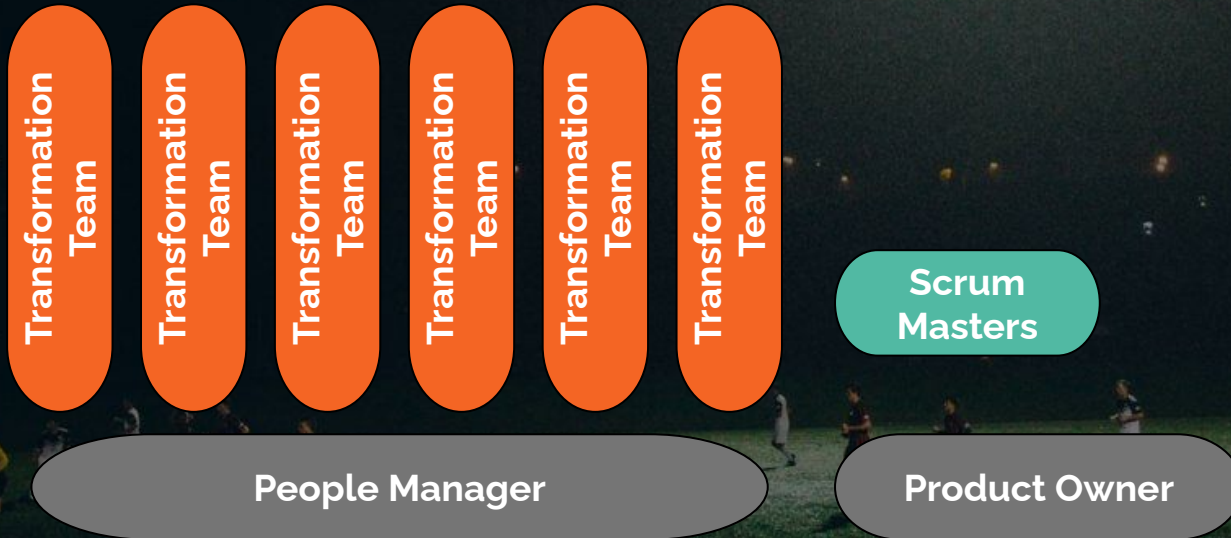 Transformation
Team
Transformation
Team
Transformation
Team
Transformation
Team
Transformation
Team
Transformation
Team
Scrum
Masters
People Manager
Product Owner